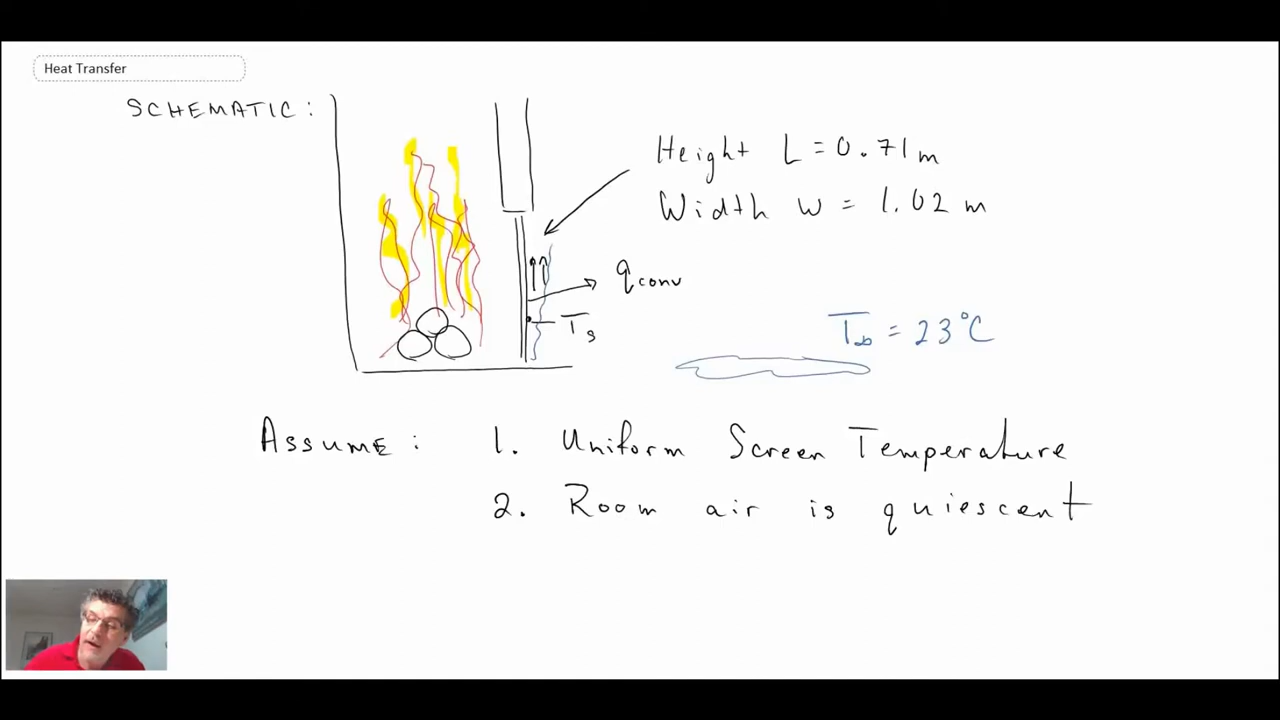 Heat Transfer
SCHEMATIC:
Height L = 0.71 m
Width w = 1.02 m
qconv
Ts
T∞ = 23°C
ASSUME: 1. Uniform Screen Temperature
2. Room air is quiescent